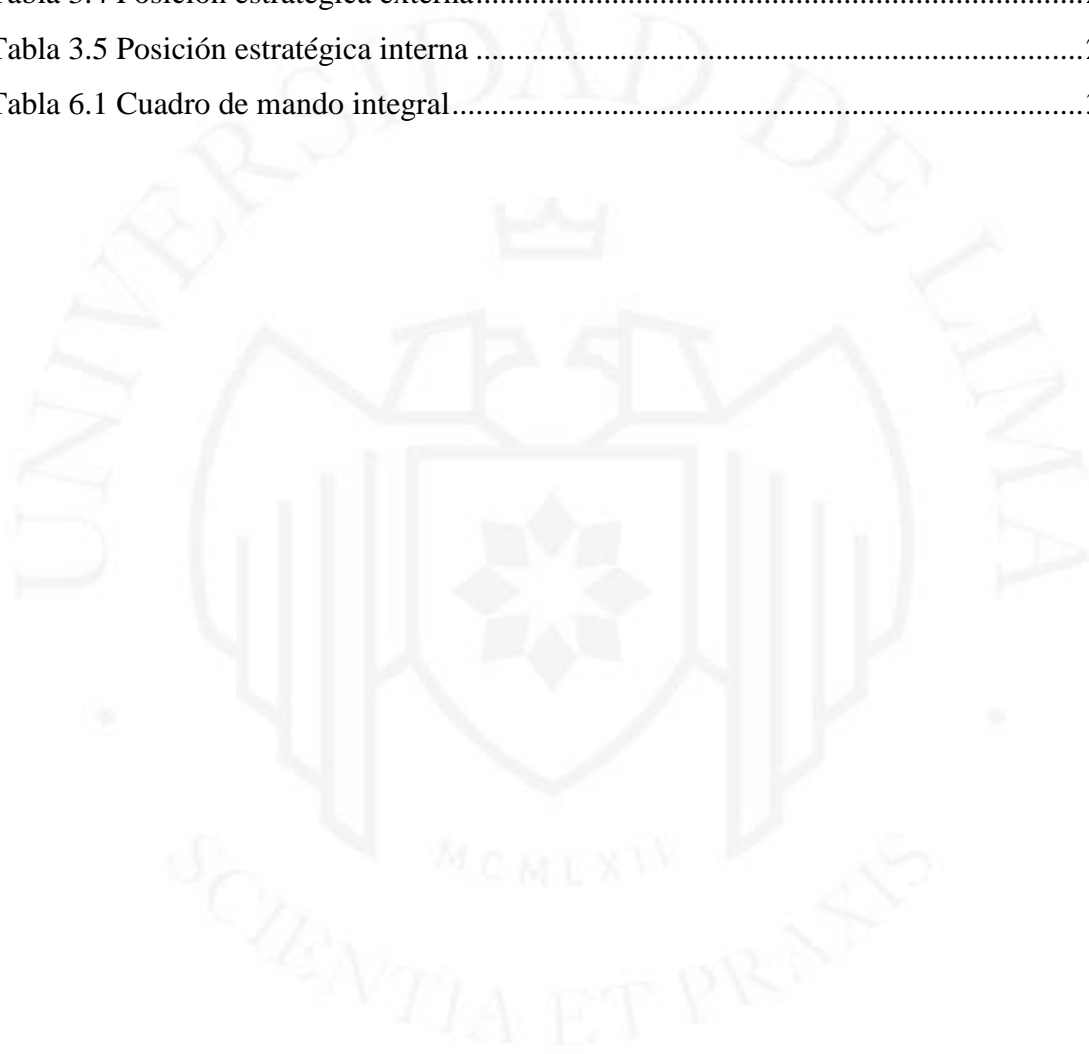 Tabla 3.4 Posición estratégica externa
Tabla 3.5 Posición estratégica interna
Tabla 6.1 Cuadro de mando integral
UNIVERSIDAD DE LIMA
MCMLXII
SCIENTIA ET PRAXIS